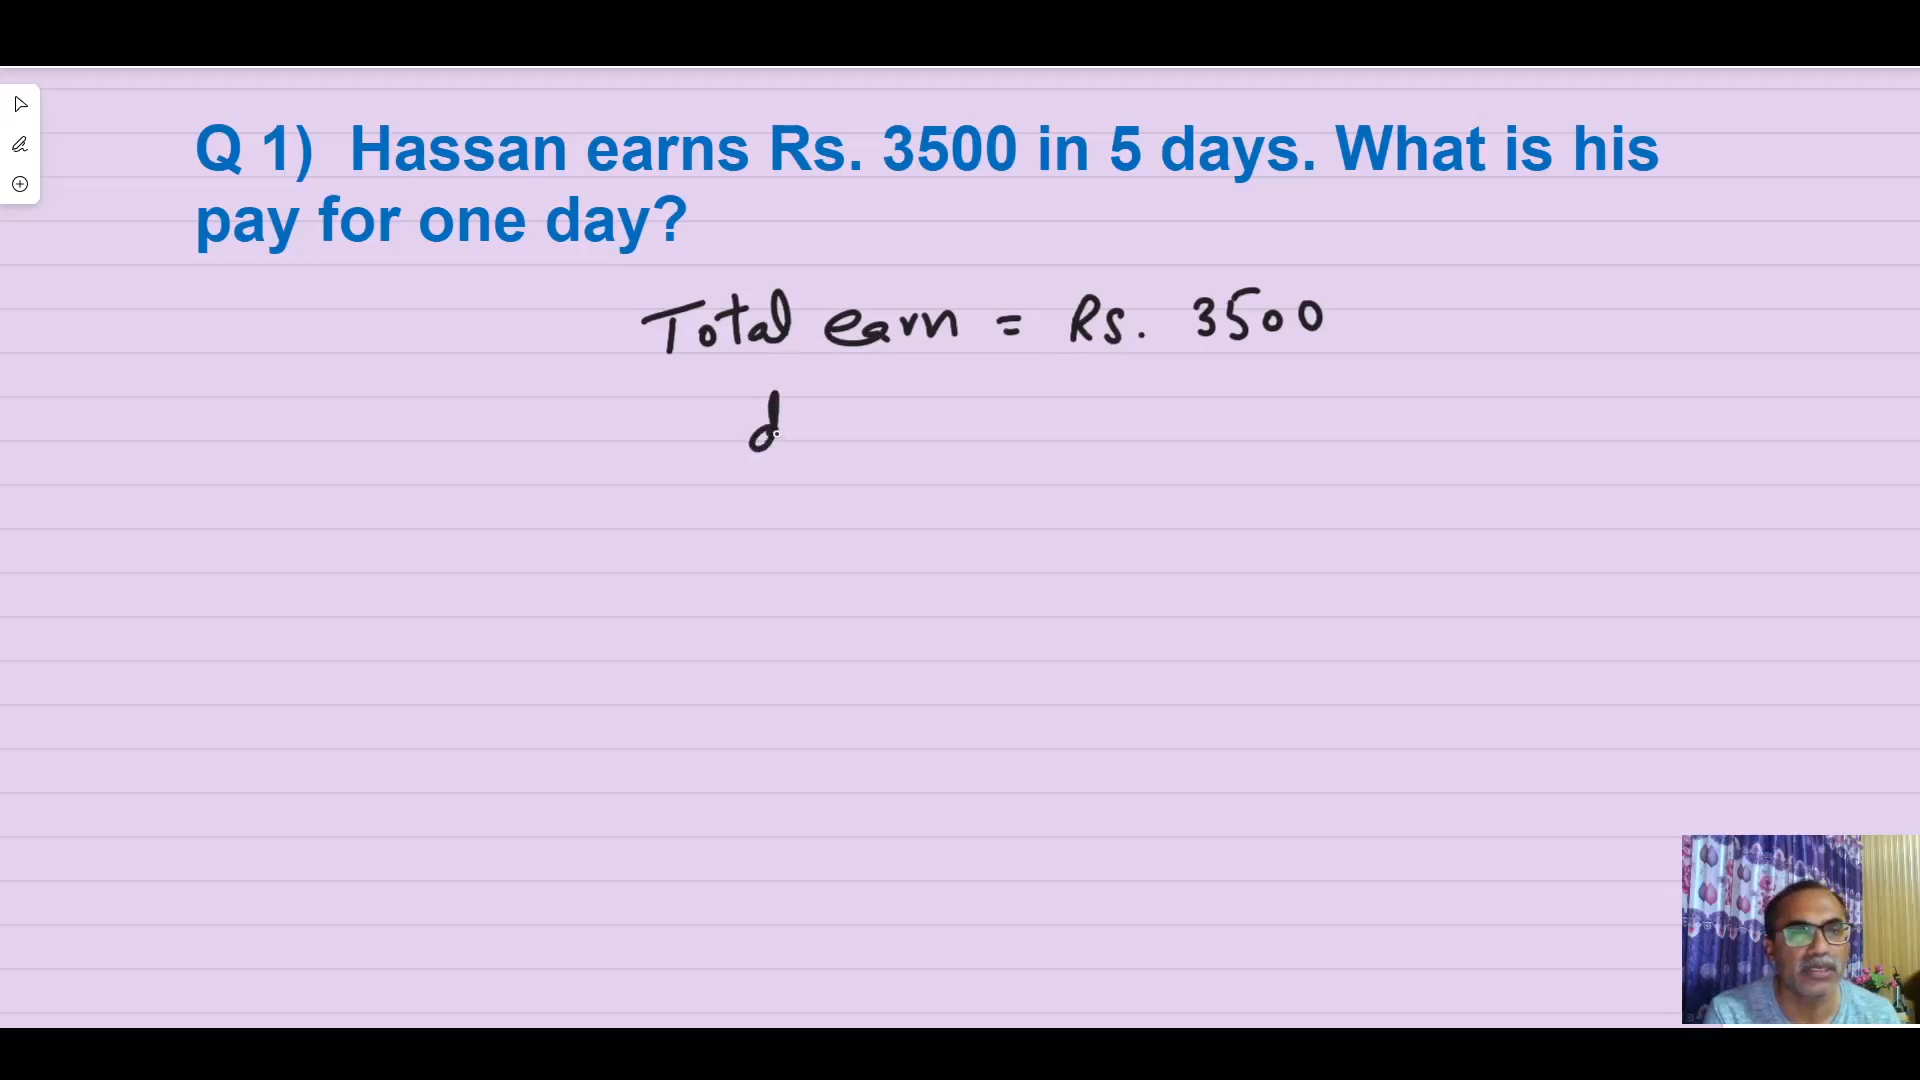 Q 1) Hassan earns Rs. 3500 in 5 days. What is his
pay for one day?
Total earn = Rs. 3500
d